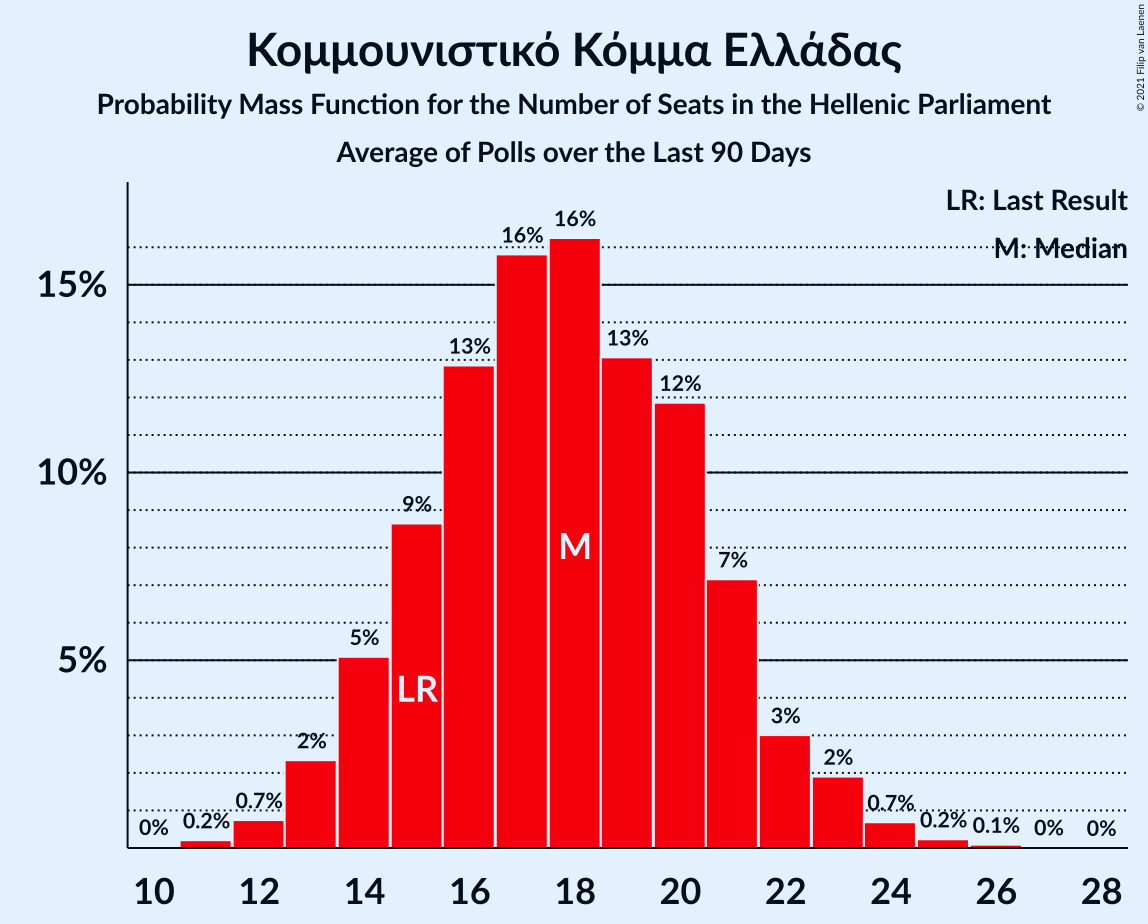 Κομμουνιστικό Κόμμα Ελλάδας
Probability Mass Function for the Number of Seats in the Hellenic Parliament
Average of Polls over the Last 90 Days
© 2021 Filip van Laenen
LR: Last Result
M: Median
15%
10%
5%
0%
0.2%
0.7%
2%
5%
9%
13%
16%
16%
13%
12%
7%
3%
2%
0.7%
0.2%
0.1%
0%
0%
LR
M
10 12 14 16 18 20 22 24 26 28